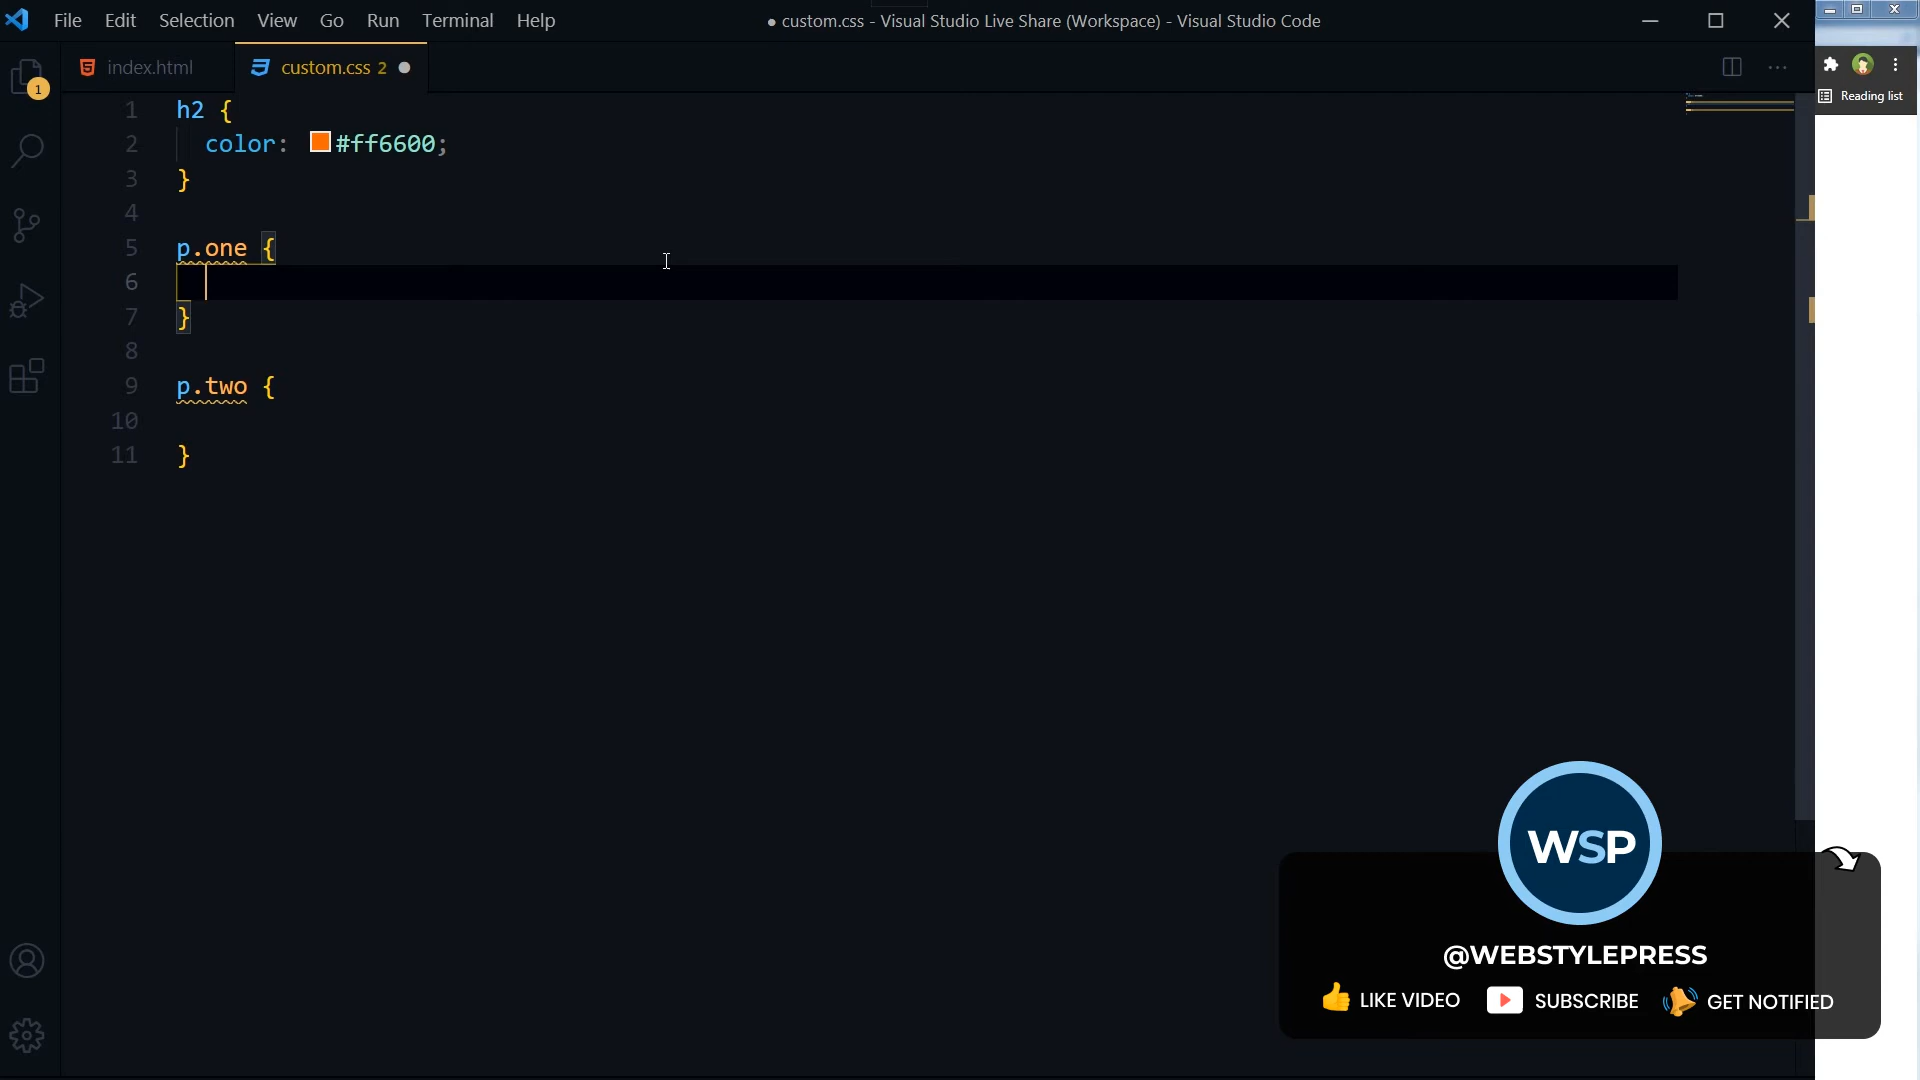 File Edit Selection View Go Run Terminal Help
● custom.css - Visual Studio Live Share (Workspace) - Visual Studio Code
index.html
custom.css 2 ●
Reading list
1
1 h2 {
2 color: #ff6600;
3 }
4
5 p.one {
6
7 }
8
9 p.two {
10
11 }
WSP
@WEBSTYLEPRESS
LIKE VIDEO SUBSCRIBE GET NOTIFIED